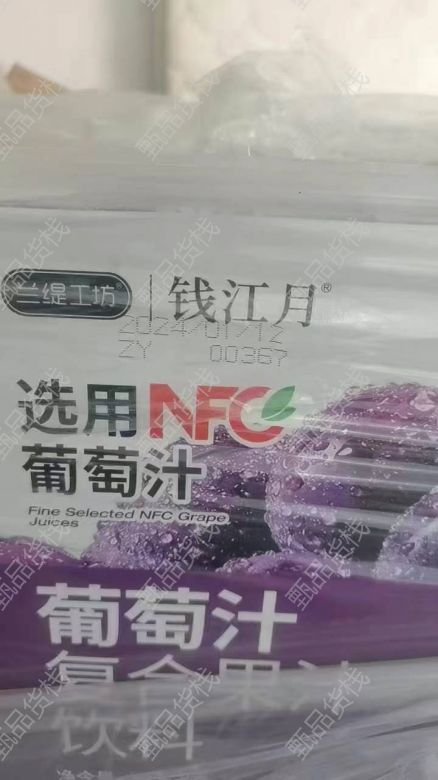 兰缇工坊 | 钱江月®
2024/01/12
ZY 00367
选用NFC
葡萄汁
Fine Selected NFC Grape
Juices
葡萄汁
复合果汁
饮料
甄品货栈